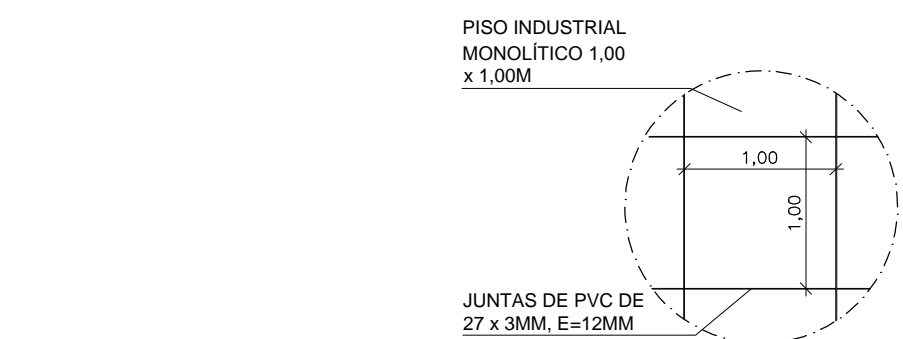 PISO INDUSTRIAL
MONOLÍTICO 1,00
x 1,00M
1,00
1,00
JUNTAS DE PVC DE
27 x 3MM, E=12MM